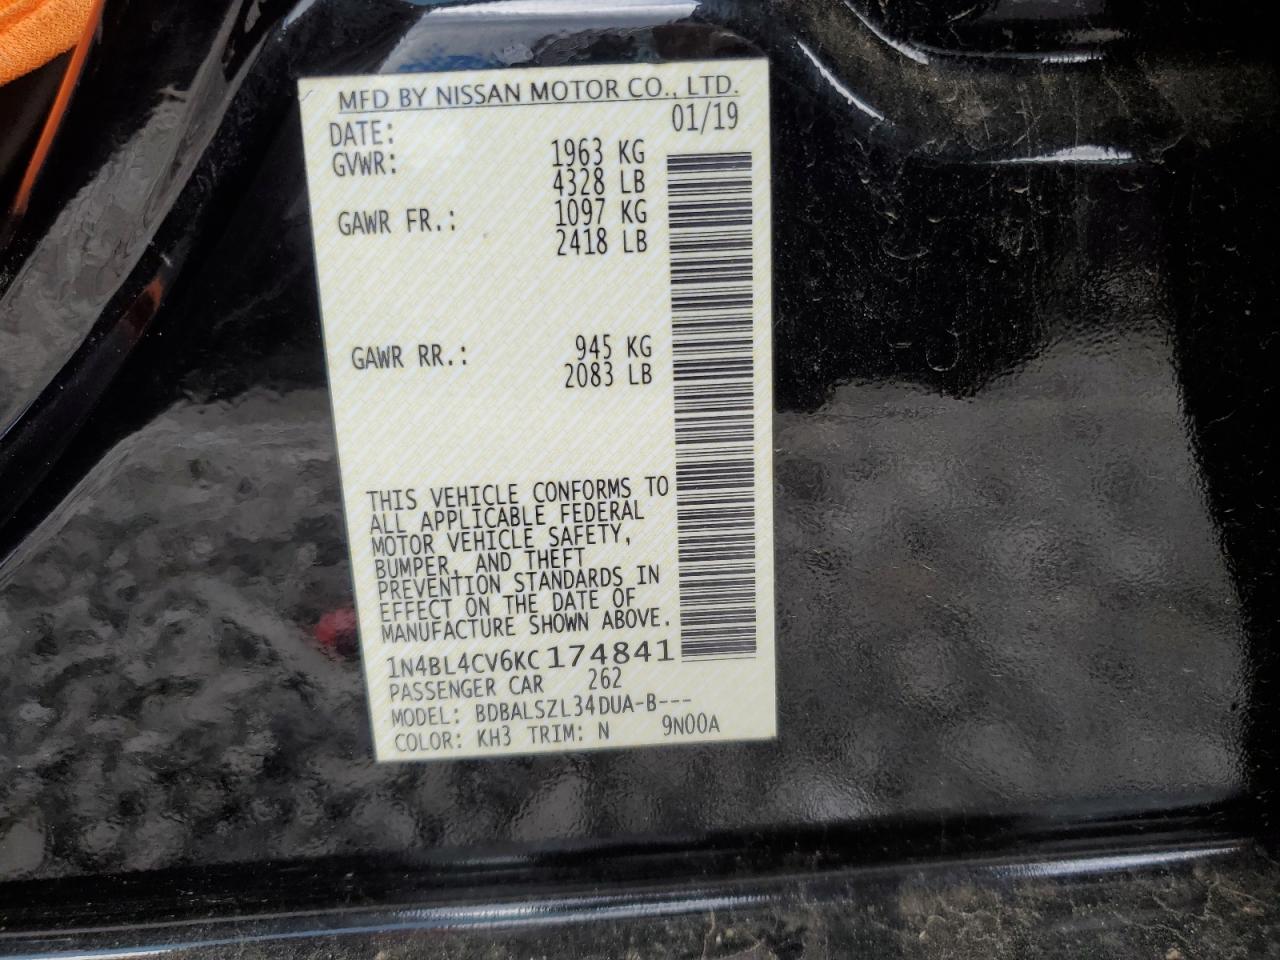 MFD BY NISSAN MOTOR CO., LTD.
DATE: 01/19
GVWR: 1963 KG
4328 LB
GAWR FR.: 1097 KG
2418 LB
GAWR RR.: 945 KG
2083 LB
THIS VEHICLE CONFORMS TO
ALL APPLICABLE FEDERAL
MOTOR VEHICLE SAFETY,
BUMPER, AND THEFT
PREVENTION STANDARDS IN
EFFECT ON THE DATE OF
MANUFACTURE SHOWN ABOVE.
1N4BL4CV6KC174841
PASSENGER CAR 262
MODEL: BDBALSZL34DUA-B---
COLOR: KH3 TRIM: N 9N00A